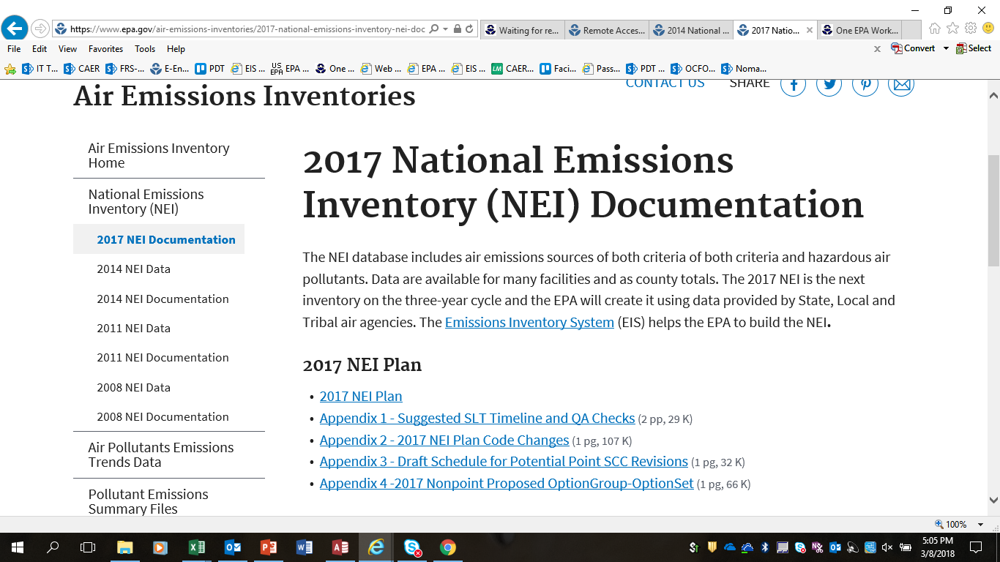 https://www.epa.gov/air-emissions-inventories/2017-national-emissions-inventory-nei-doc
Waiting for re...
Remote Acces...
2014 National ...
2017 Natio...
One EPA Work...
File Edit View Favorites Tools Help
Convert
Select
IT T...
CAER
FRS-...
E-En...
PDT
EIS ...
US EPA
EPA ...
One ...
Web ...
EPA ...
EIS ...
LM
CAER...
Faci...
Pass...
PDT ...
OCFO...
Noma...
CONTACT US
SHARE
Air Emissions Inventories
Air Emissions Inventory
Home
National Emissions
Inventory (NEI)
2017 NEI Documentation
2014 NEI Data
2014 NEI Documentation
2011 NEI Data
2011 NEI Documentation
2008 NEI Data
2008 NEI Documentation
Air Pollutants Emissions
Trends Data
Pollutant Emissions
Summary Files
2017 National Emissions
Inventory (NEI) Documentation
The NEI database includes air emissions sources of both criteria of both criteria and hazardous air
pollutants. Data are available for many facilities and as county totals. The 2017 NEI is the next
inventory on the three-year cycle and the EPA will create it using data provided by State, Local and
Tribal air agencies. The Emissions Inventory System (EIS) helps the EPA to build the NEI.
2017 NEI Plan
• 2017 NEI Plan
• Appendix 1 - Suggested SLT Timeline and QA Checks (2 pp, 29 K)
• Appendix 2 - 2017 NEI Plan Code Changes (1 pg, 107 K)
• Appendix 3 - Draft Schedule for Potential Point SCC Revisions (1 pg, 32 K)
• Appendix 4 -2017 Nonpoint Proposed OptionGroup-OptionSet (1 pg, 66 K)
100%
5:05 PM
3/8/2018